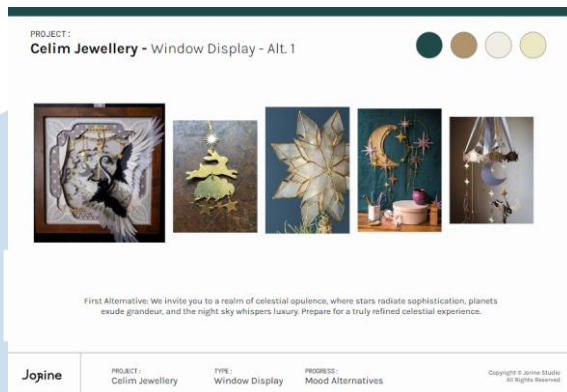 PROJECT :
Celim Jewellery - Window Display - Alt. 1
First Alternative: We invite you to a realm of celestial opulence, where stars radiate sophistication, planets
exude grandeur, and the night sky whispers luxury. Prepare for a truly refined celestial experience.
Jorine
PROJECT :
Celim Jewellery
TYPE :
Window Display
PROGRESS :
Mood Alternatives
Copyright © Jorine Studio
All Rights Reserved